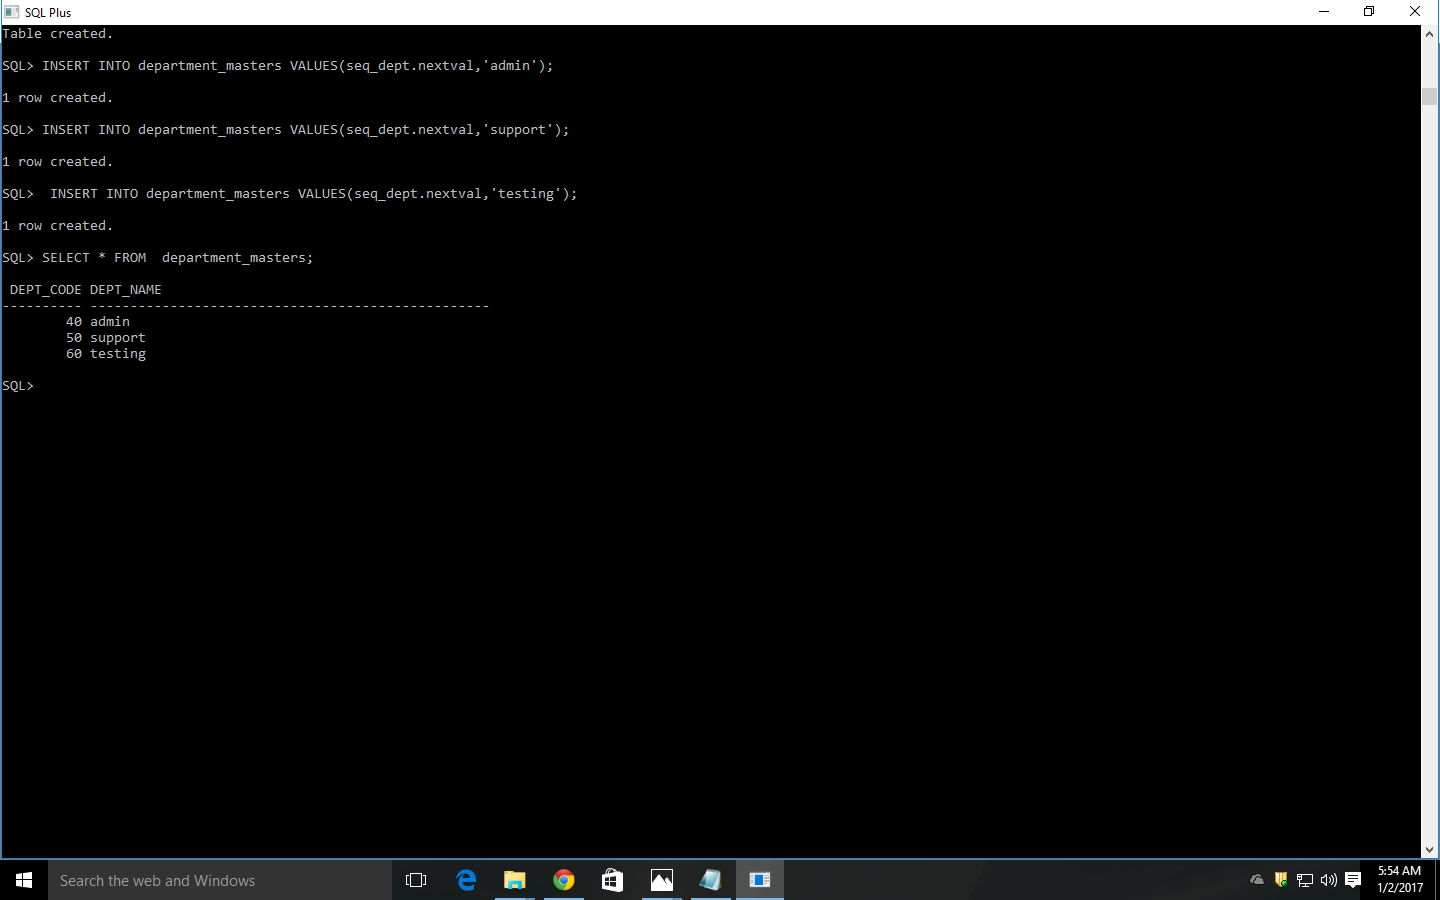 SQL Plus
Table created.
SQL> INSERT INTO department_masters VALUES(seq_dept.nextval,'admin');
1 row created.
SQL> INSERT INTO department_masters VALUES(seq_dept.nextval,'support');
1 row created.
SQL>  INSERT INTO department_masters VALUES(seq_dept.nextval,'testing');
1 row created.
SQL> SELECT * FROM  department_masters;
 DEPT_CODE DEPT_NAME
---------- --------------------------------------------------
        40 admin
        50 support
        60 testing
SQL>
Search the web and Windows
5:54 AM
1/2/2017